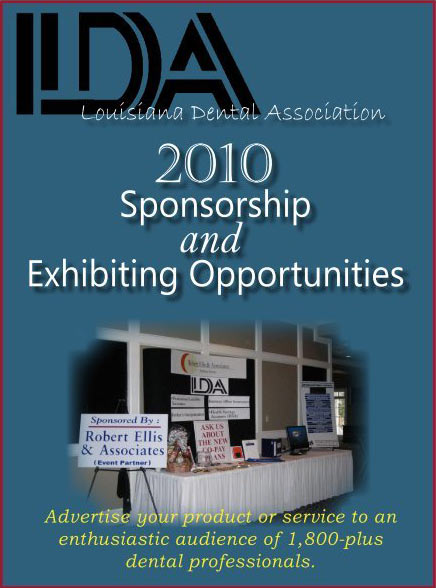 LDA
Louisiana Dental Association
2010
Sponsorship
and
Exhibiting Opportunities
LDA
Sponsored By :
Robert Ellis
& Associates
(Event Partner)
ASK US
ABOUT
THE NEW
CO-PAY
PLANS
Advertise your product or service to an
enthusiastic audience of 1,800-plus
dental professionals.